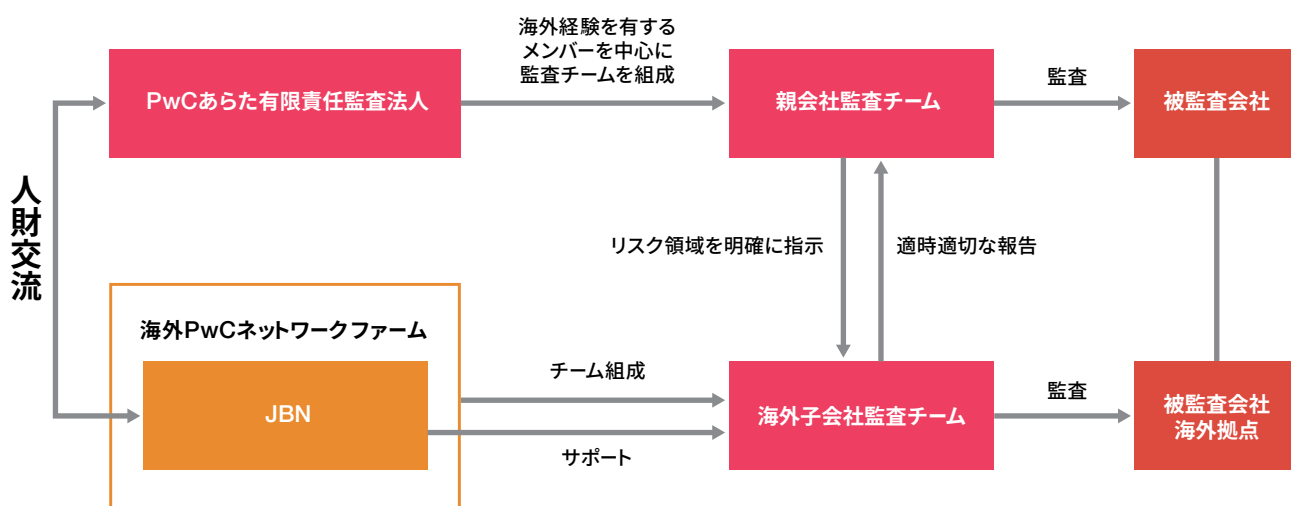 海外経験を有する
メンバーを中心に
監査チームを組成
PwCあらた有限責任監査法人
親会社監査チーム
監査
被監査会社
人財交流
リスク領域を明確に指示
適時適切な報告
海外PwCネットワークファーム
JBN
チーム組成
サポート
海外子会社監査チーム
監査
被監査会社
海外拠点